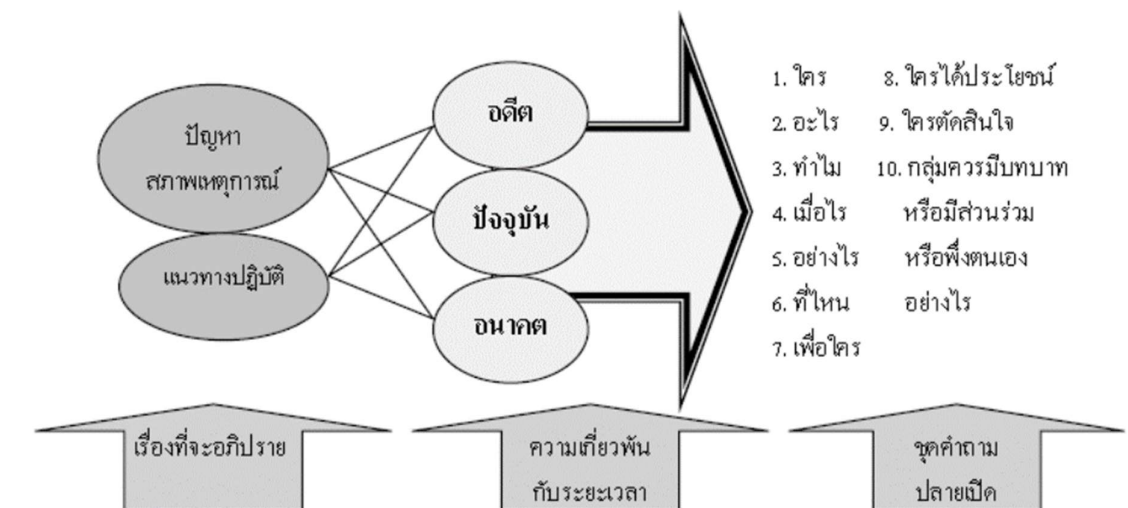 ปัญหา
สภาพเหตุการณ์
แนวทางปฏิบัติ
อดีต
ปัจจุบัน
อนาคต
1. ใคร
2. อะไร
3. ทำไม
4. เมื่อไร
5. อย่างไร
6. ที่ไหน
7. เพื่อใคร
8. ใครได้ประโยชน์
9. ใครตัดสินใจ
10. กลุ่มควรมีบทบาท
หรือมีส่วนร่วม
หรือพึ่งตนเอง
อย่างไร
เรื่องที่จะอภิปราย
ความเกี่ยวพัน
กับระยะเวลา
ชุดคำถาม
ปลายเปิด